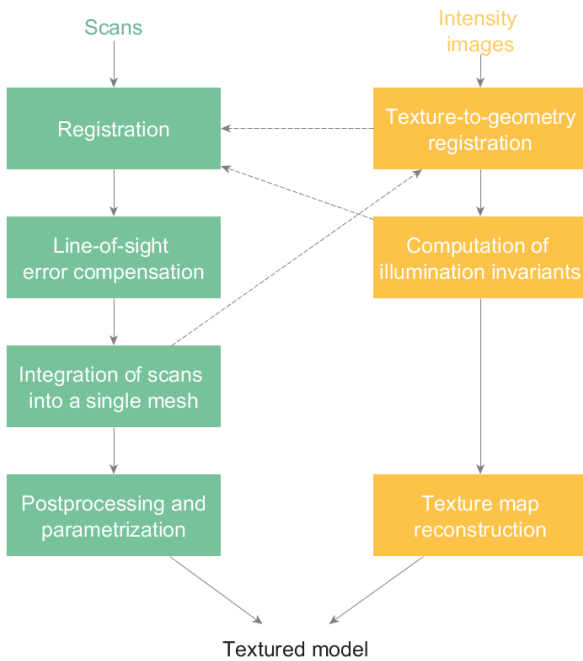 Scans
Intensity
images
Registration
Texture-to-geometry
registration
Line-of-sight
error compensation
Computation of
illumination invariants
Integration of scans
into a single mesh
Postprocessing and
parametrization
Texture map
reconstruction
Textured model